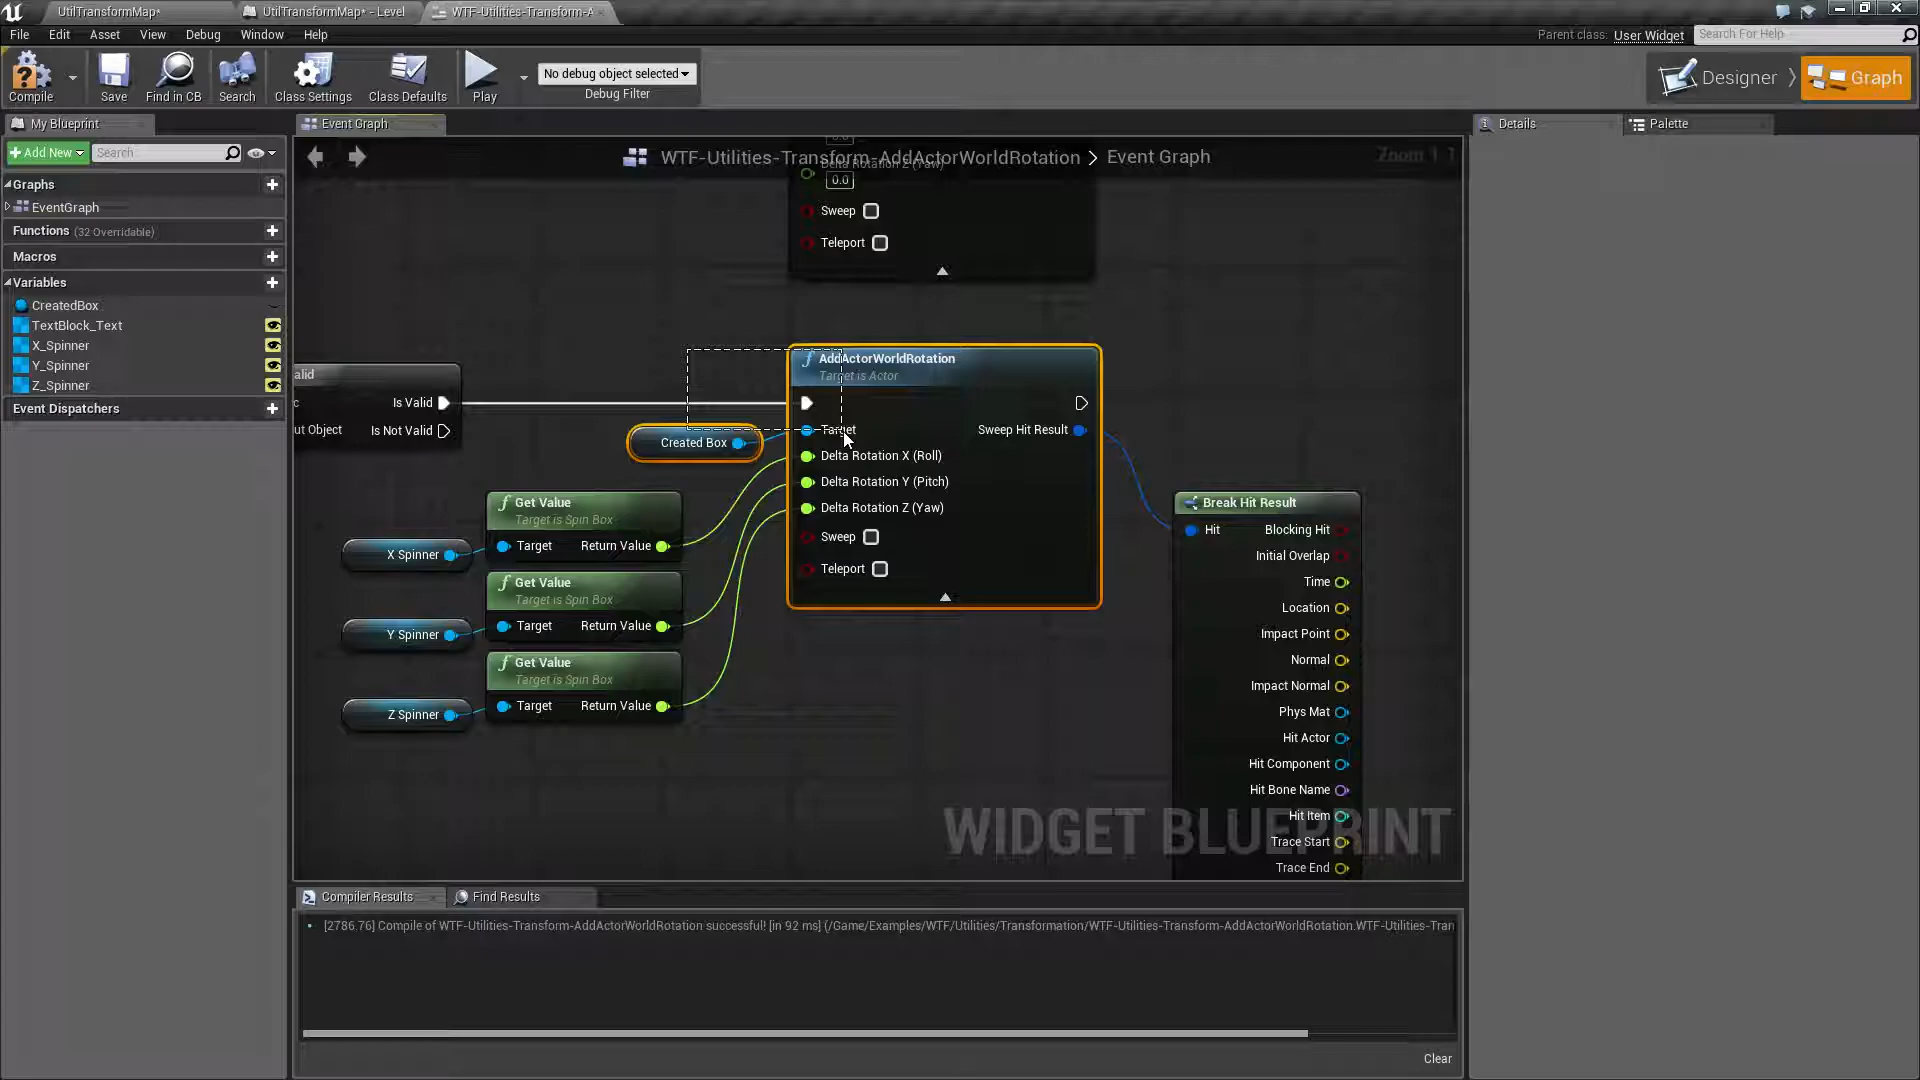 UtilTransformMap*
UtilTransformMap* - Level
WTF-Utilities-Transform-A
File
Edit
Asset
View
Debug
Window
Help
Parent class:
User Widget
Search For Help
Compile
Save
Find in CB
Search
Class Settings
Class Defaults
Play
No debug object selected
Debug Filter
Designer
Graph
My Blueprint
Event Graph
Details
Palette
Add New
Search
WTF-Utilities-Transform-AddActorWorldRotation > Event Graph
Zoom 1:1
Delta Rotation Z (Yaw)
0.0
Graphs
EventGraph
Functions (32 Overridable)
Macros
Variables
CreatedBox
TextBlock_Text
X_Spinner
Y_Spinner
Z_Spinner
Event Dispatchers
Sweep
Teleport
alid
Is Valid
ut Object
Is Not Valid
AddActorWorldRotation
Target is Actor
Created Box
Target
Sweep Hit Result
Delta Rotation X (Roll)
Delta Rotation Y (Pitch)
Delta Rotation Z (Yaw)
Sweep
Teleport
Get Value
Target is Spin Box
X Spinner
Target
Return Value
Get Value
Target is Spin Box
Y Spinner
Target
Return Value
Get Value
Target is Spin Box
Z Spinner
Target
Return Value
Break Hit Result
Hit
Blocking Hit
Initial Overlap
Time
Location
Impact Point
Normal
Impact Normal
Phys Mat
Hit Actor
Hit Component
Hit Bone Name
Hit Item
Trace Start
Trace End
WIDGET BLUEPRINT
Compiler Results
Find Results
[2786.76] Compile of WTF-Utilities-Transform-AddActorWorldRotation successful! [in 92 ms] (/Game/Examples/WTF/Utilities/Transformation/WTF-Utilities-Transform-AddActorWorldRotation.WTF-Utilities-Tran
Clear